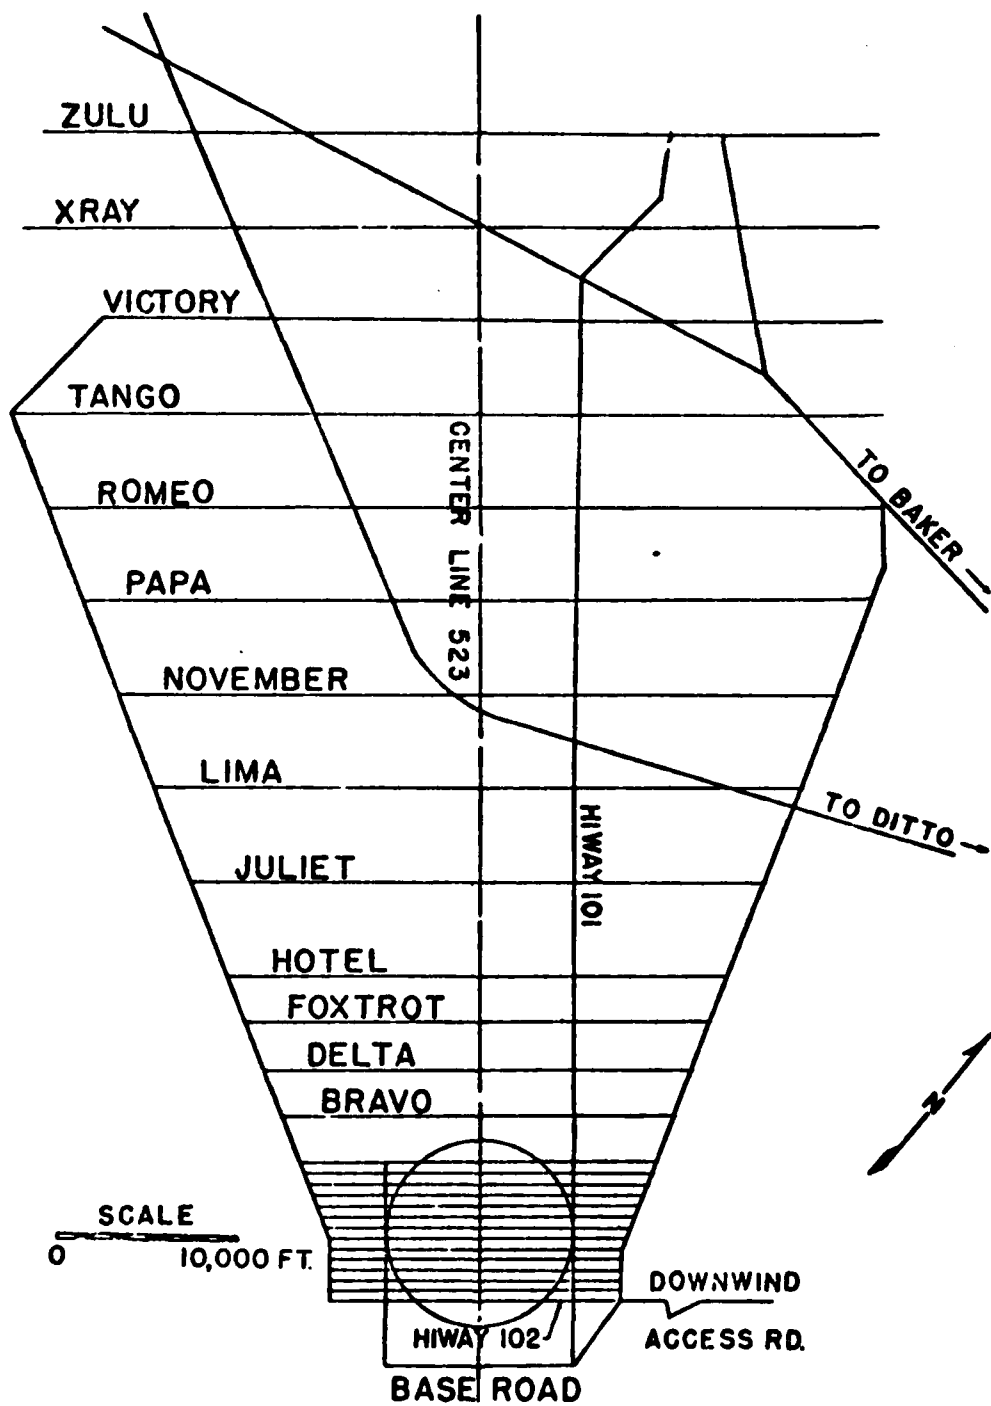 ZULU
XRAY
VICTORY
TANGO
CENTER LINE 523
TO BAKER
ROMEO
PAPA
NOVEMBER
LIMA
HIWAY 101
TO DITTO
JULIET
HOTEL
FOXTROT
DELTA
BRAVO
N
SCALE
0 10,000 FT.
DOWNWIND
HIWAY 102
ACCESS RD.
BASE ROAD